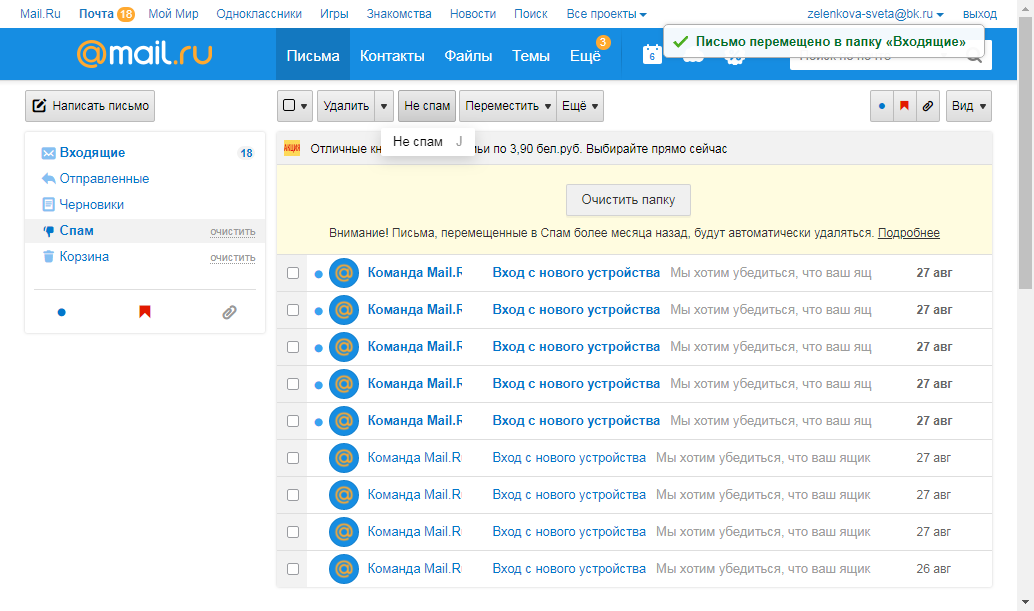 Mail.Ru Почта 18 Мой Мир Одноклассники Игры Знакомства Новости Поиск Все проекты zelenkova-sveta@bk.ru выход
@mail.ru Письма Контакты Файлы Темы Ещё 3 6
Письмо перемещено в папку «Входящие»
Написать письмо Удалить Не спам Переместить Ещё Вид
Не спам J
Входящие 18
Отправленные
Черновики
Спам очистить
Корзина очистить
АКЦИЯ Отличные по 3,90 бел.руб. Выбирайте прямо сейчас
Очистить папку
Внимание! Письма, перемещенные в Спам более месяца назад, будут автоматически удаляться. Подробнее
Команда Mail.R Вход с нового устройства Мы хотим убедиться, что ваш ящ 27 авг
Команда Mail.R Вход с нового устройства Мы хотим убедиться, что ваш ящ 27 авг
Команда Mail.R Вход с нового устройства Мы хотим убедиться, что ваш ящ 27 авг
Команда Mail.R Вход с нового устройства Мы хотим убедиться, что ваш ящ 27 авг
Команда Mail.R Вход с нового устройства Мы хотим убедиться, что ваш ящ 27 авг
Команда Mail.R Вход с нового устройства Мы хотим убедиться, что ваш ящик 27 авг
Команда Mail.R Вход с нового устройства Мы хотим убедиться, что ваш ящик 27 авг
Команда Mail.R Вход с нового устройства Мы хотим убедиться, что ваш ящик 27 авг
Команда Mail.R Вход с нового устройства Мы хотим убедиться, что ваш ящик 26 авг